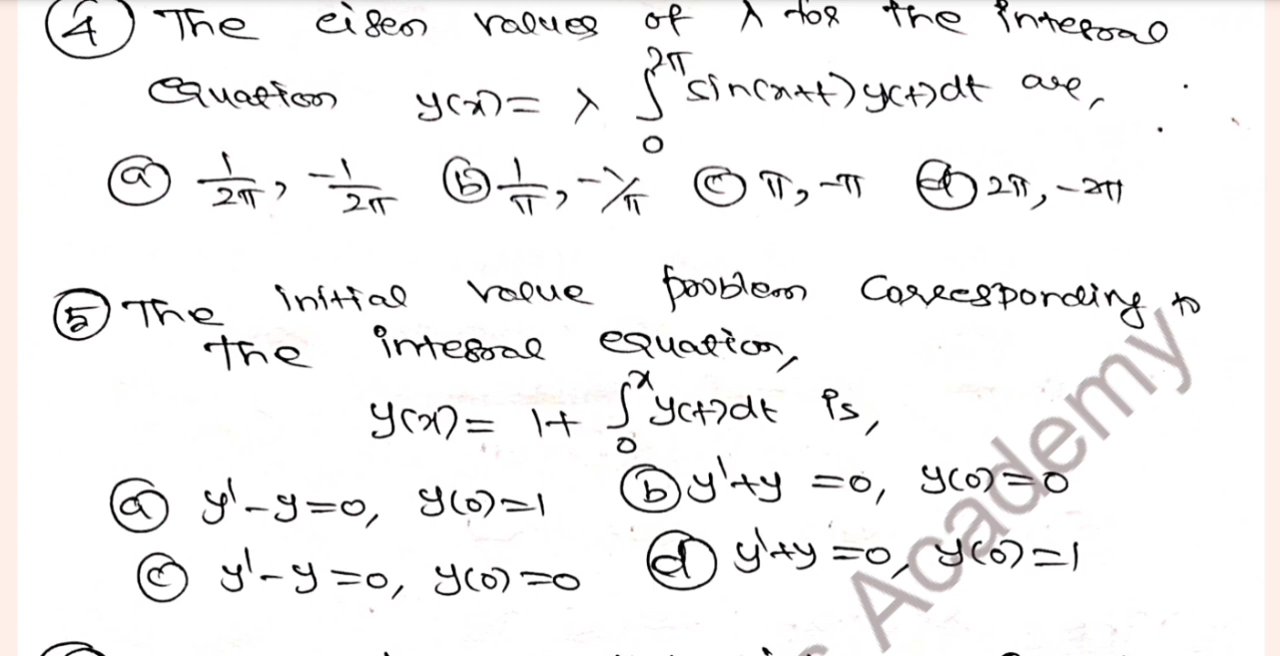 ④ The eigen values of λ for the integral
equation y(x) = λ ∫₀^2π sin(x+t) y(t) dt are,
ⓐ 1/2π, -1/2π ⓑ 1/π, -1/π ⓒ π, -π ⓓ 2π, -2π
⑤ The initial value problem corresponding to
the integral equation,
y(x) = 1 + ∫₀^x y(t) dt is,
ⓐ y' - y = 0, y(0) = 1 ⓑ y' + y = 0, y(0) = 0
ⓒ y' - y = 0, y(0) = 0 ⓓ y' + y = 0, y(0) = 1
Academy